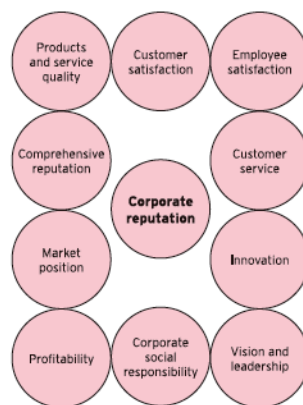 Products
and service
quality
Customer
satisfaction
Employee
satisfaction
Comprehensive
reputation
Customer
service
Corporate
reputation
Market
position
Innovation
Profitability
Corporate
social
responsibility
Vision and
leadership